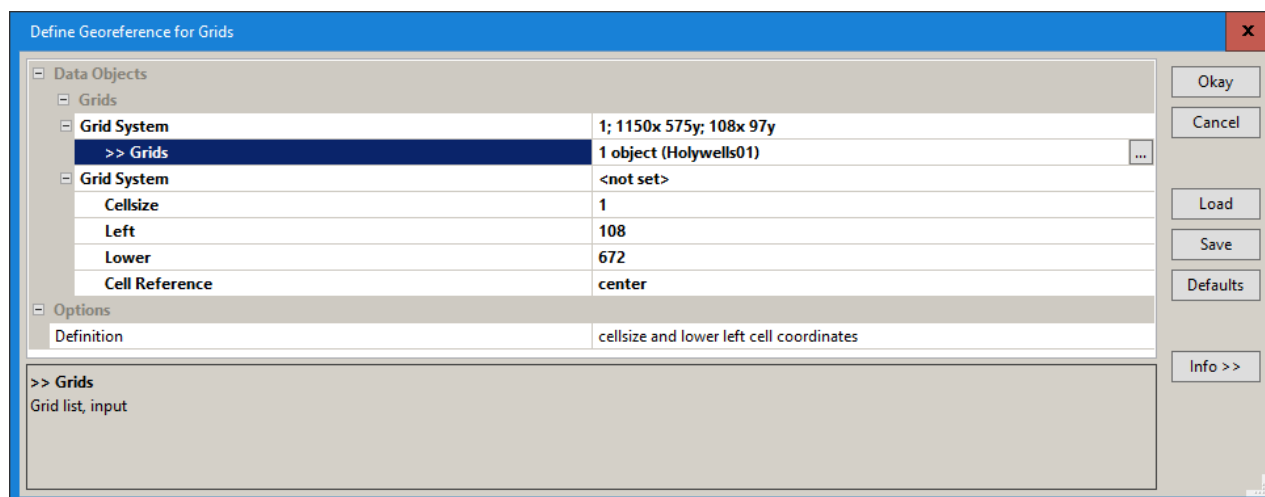 Define Georeference for Grids
x
Data Objects
Grids
Grid System 1; 1150x 575y; 108x 97y
>> Grids 1 object (Holywells01) ...
Grid System <not set>
Cellsize 1
Left 108
Lower 672
Cell Reference center
Options
Definition cellsize and lower left cell coordinates
>> Grids
Grid list, input
Okay
Cancel
Load
Save
Defaults
Info >>